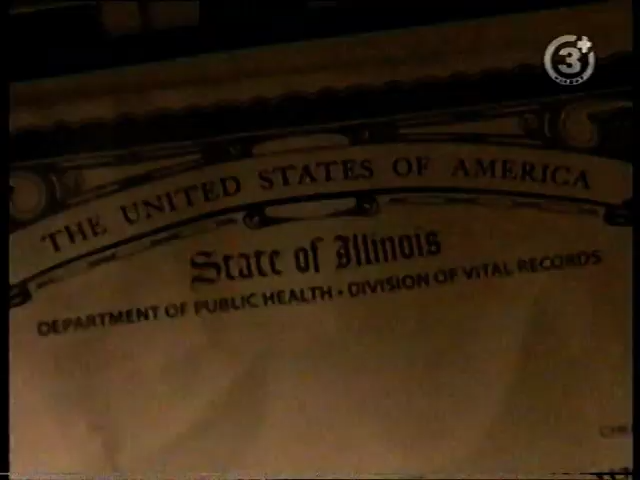 3+
THE UNITED STATES OF AMERICA
State of Illinois
DEPARTMENT OF PUBLIC HEALTH • DIVISION OF VITAL RECORDS